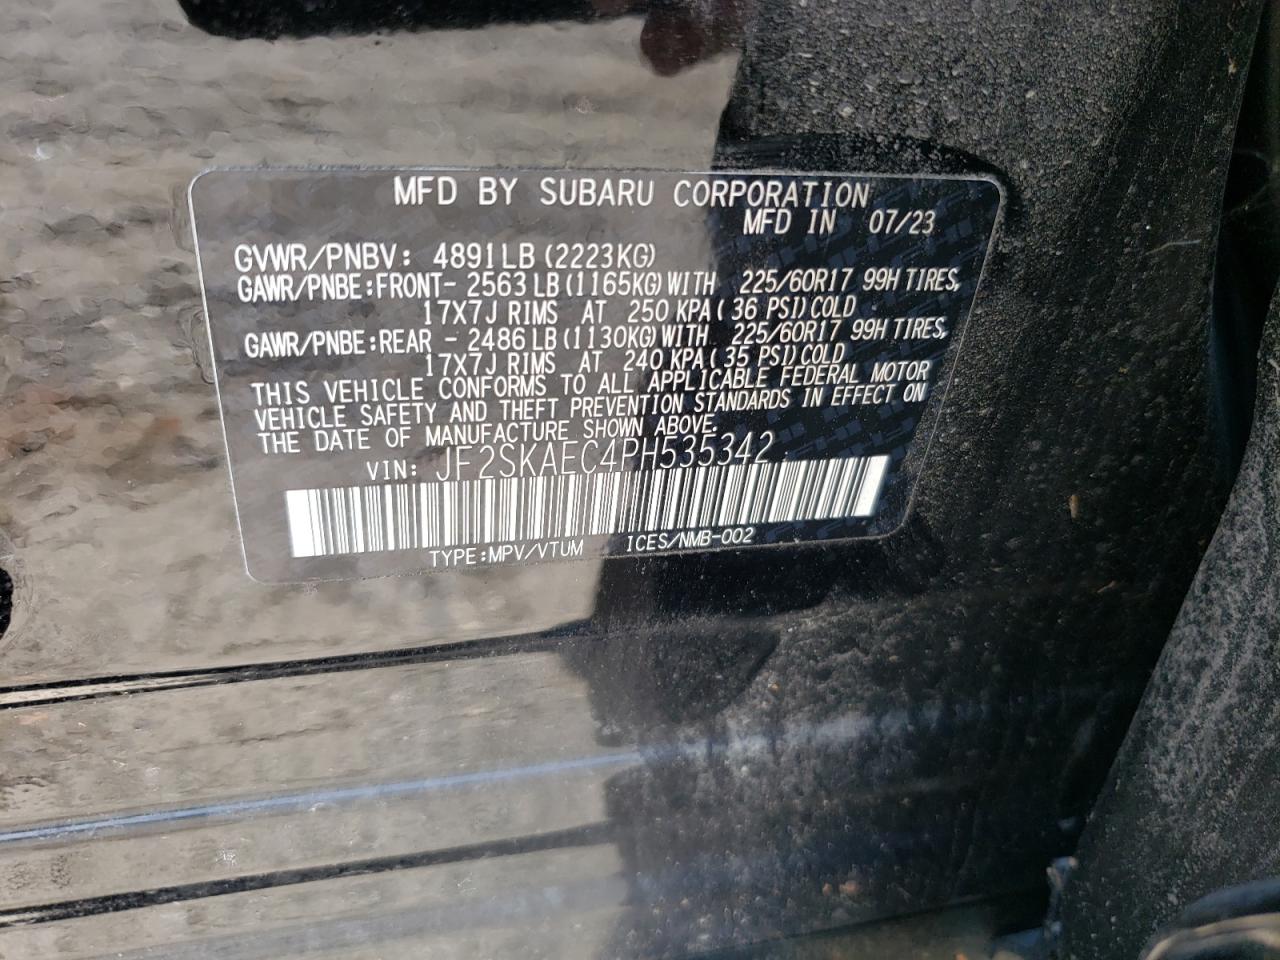 MFD BY SUBARU CORPORATION
MFD IN 07/23
GVWR/PNBV: 4891LB(2223KG)
GAWR/PNBE:FRONT- 2563LB(1165KG)WITH 225/60R17 99H TIRES,
17X7J RIMS AT 250 KPA(36 PSI)COLD
GAWR/PNBE:REAR - 2486LB(1130KG)WITH 225/60R17 99H TIRES,
17X7J RIMS AT 240 KPA(35 PSI)COLD
THIS VEHICLE CONFORMS TO ALL APPLICABLE FEDERAL MOTOR
VEHICLE SAFETY AND THEFT PREVENTION STANDARDS IN EFFECT ON
THE DATE OF MANUFACTURE SHOWN ABOVE.
VIN: JF2SKAEC4PH535342
TYPE:MPV/VTUM ICES/NMB-002